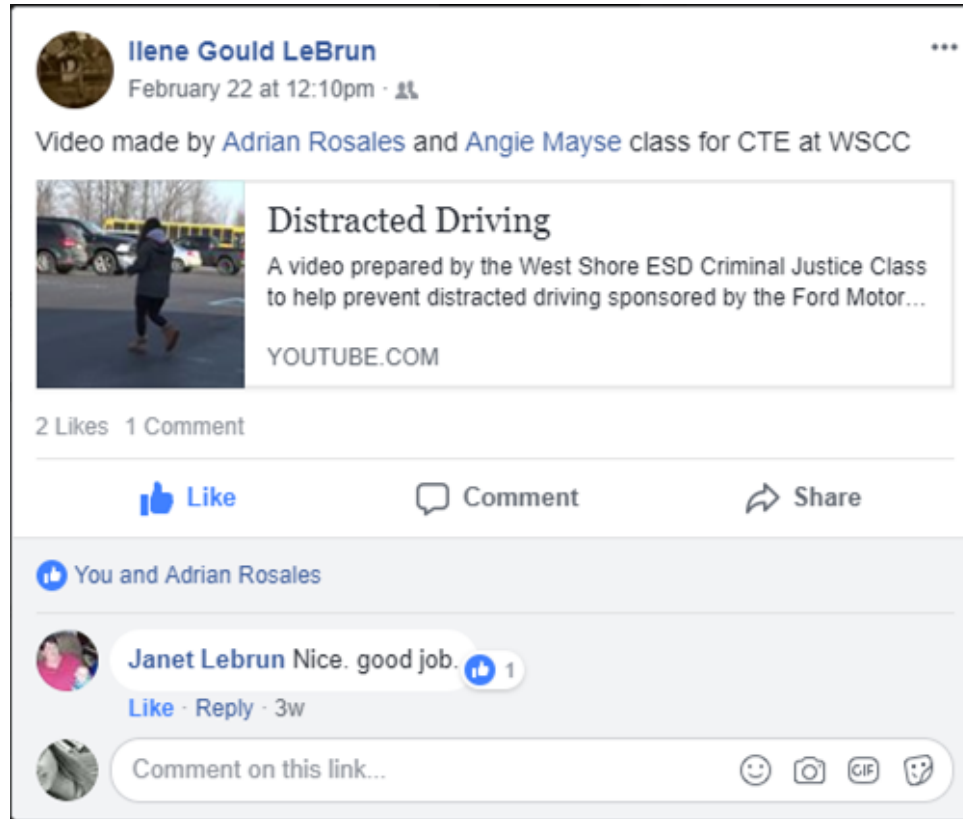 Ilene Gould LeBrun
February 22 at 12:10pm ·
Video made by Adrian Rosales and Angie Mayse class for CTE at WSCC
Distracted Driving
A video prepared by the West Shore ESD Criminal Justice Class
to help prevent distracted driving sponsored by the Ford Motor...
YOUTUBE.COM
2 Likes 1 Comment
Like Comment Share
You and Adrian Rosales
Janet Lebrun Nice. good job. 1
Like · Reply · 3w
Comment on this link...
GIF